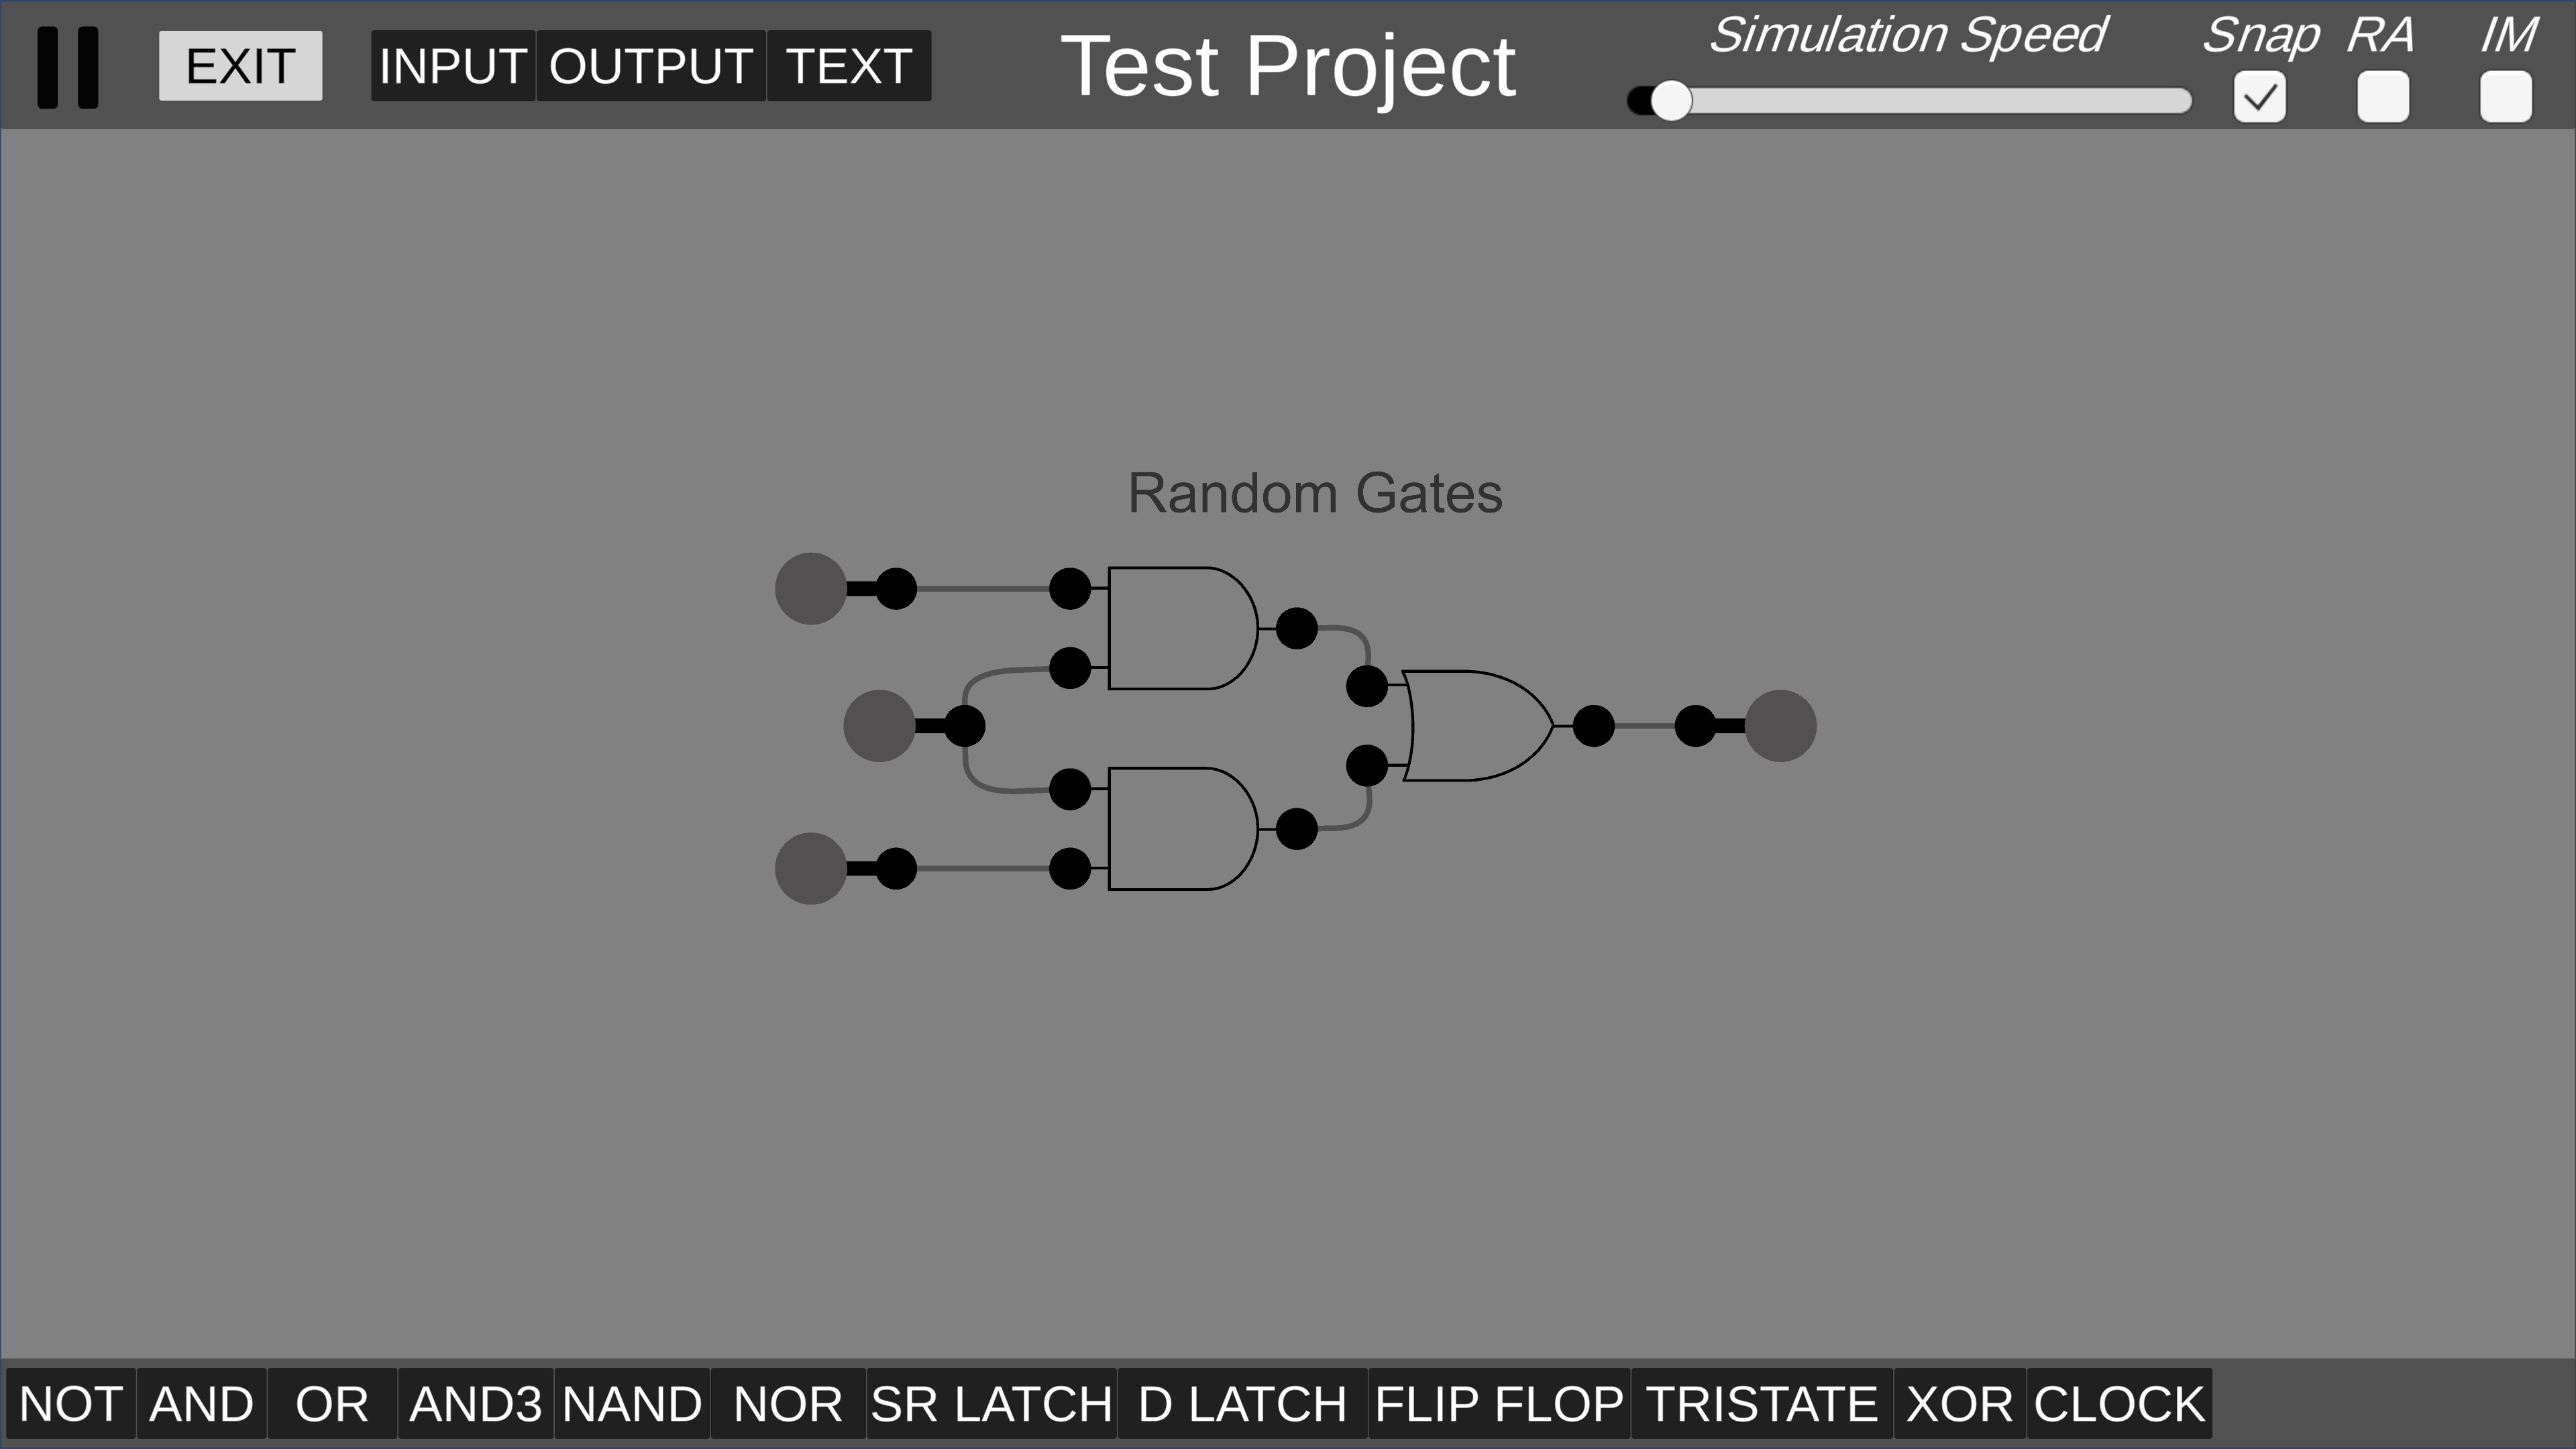 EXIT INPUT OUTPUT TEXT Test Project Simulation Speed Snap RA IM
Random Gates
NOT AND OR AND3 NAND NOR SR LATCH D LATCH FLIP FLOP TRISTATE XOR CLOCK